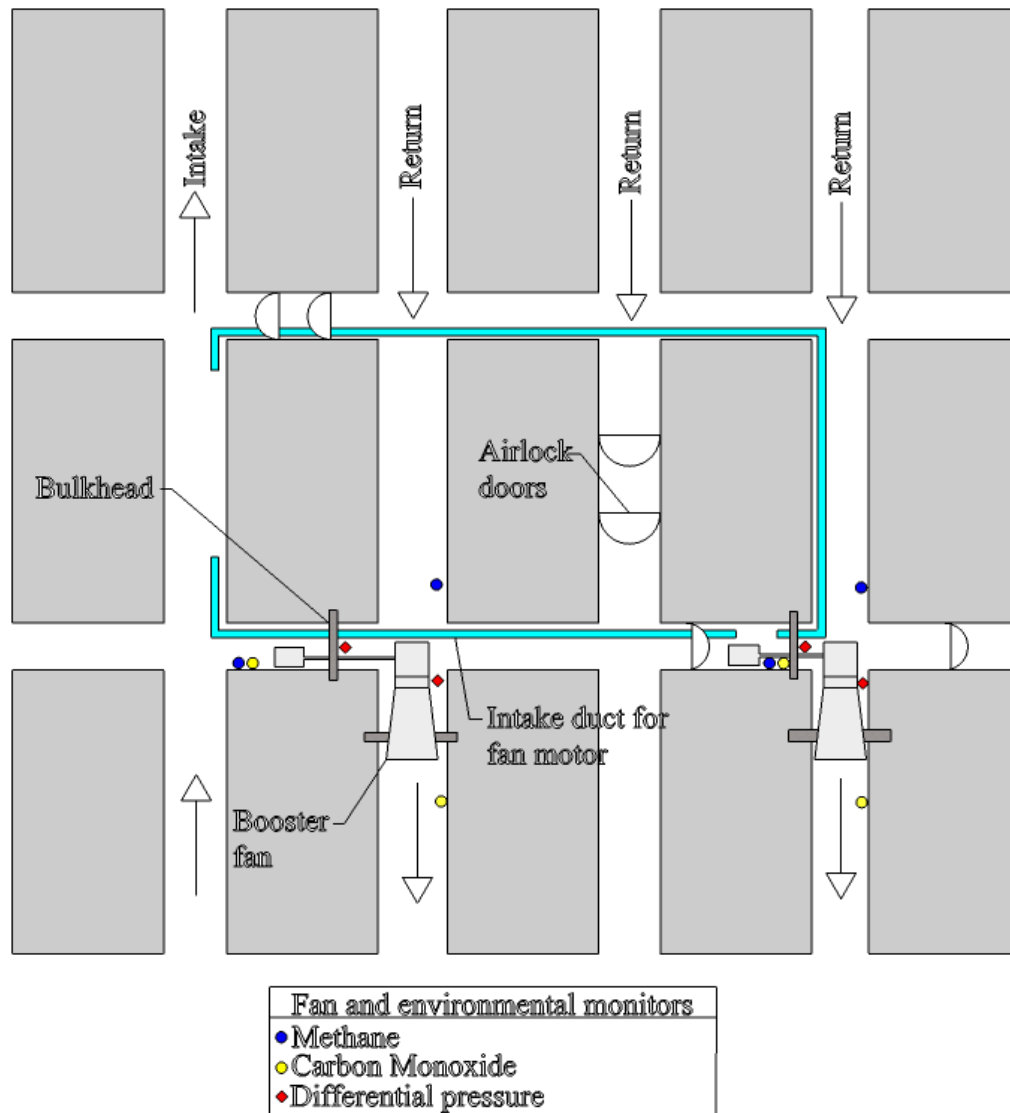 Intake
Return
Return
Return
Airlock
doors
Bulkhead
Intake duct for
fan motor
Booster
fan
Fan and environmental monitors
Methane
Carbon Monoxide
Differential pressure